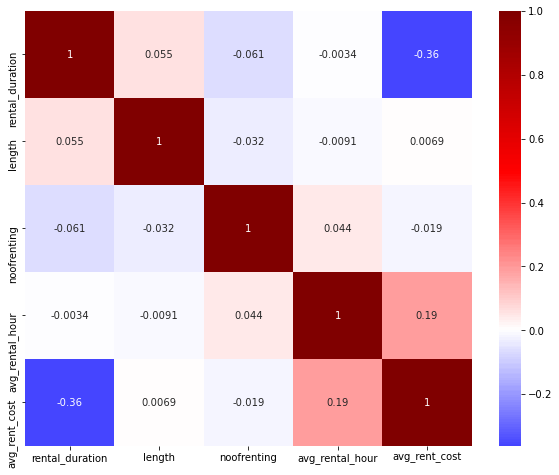 rental_duration 1 0.055 -0.061 -0.0034 -0.36
length 0.055 1 -0.032 -0.0091 0.0069
noofrenting -0.061 -0.032 1 0.044 -0.019
avg_rental_hour -0.0034 -0.0091 0.044 1 0.19
avg_rent_cost -0.36 0.0069 -0.019 0.19 1
rental_duration length noofrenting avg_rental_hour avg_rent_cost
1.0
0.8
0.6
0.4
0.2
0.0
−0.2